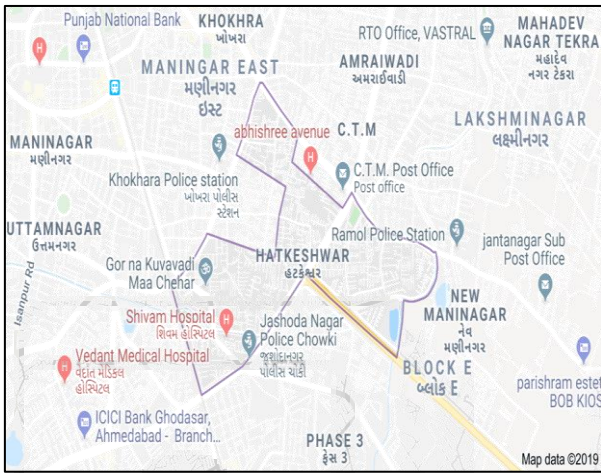 Punjab National Bank
KHOKHRA
ખોખરા
RTO Office, VASTRAL
MAHADEV
NAGAR TEKRA
મહાદેવ
નગર ટેકરા
MANINGAR EAST
મણીનગર
ઇસ્ટ
AMRAIWADI
અમરાઈવાડી
LAKSHMINAGAR
લક્ષ્મીનગર
abhishree avenue
C.T.M
MANINAGAR
મણીનગર
C.T.M. Post Office
Post office
Khokhara Police station
ખોખરા પોલીસ
સ્ટેશન
UTTAMNAGAR
ઉત્તમનગર
Ramol Police Station
jantanagar Sub
Post Office
HATKESHWAR
હટકેશ્વર
Gor na Kuvavadi
Maa Chehar
Isanpur Rd
NEW
MANINAGAR
નવ
મણીનગર
Shivam Hospital
શિવમ હોસ્પિટલ
Jashoda Nagar
Police Chowki
જશોદાનગર
પોલીસ ચોકી
Vedant Medical Hospital
વેદાંત મેડિકલ
હોસ્પિટલ
BLOCK E
બ્લોક E
parishram estet
BOB KIOS
ICICI Bank Ghodasar,
Ahmedabad - Branch...
PHASE 3
ફેસ 3
Map data ©2019